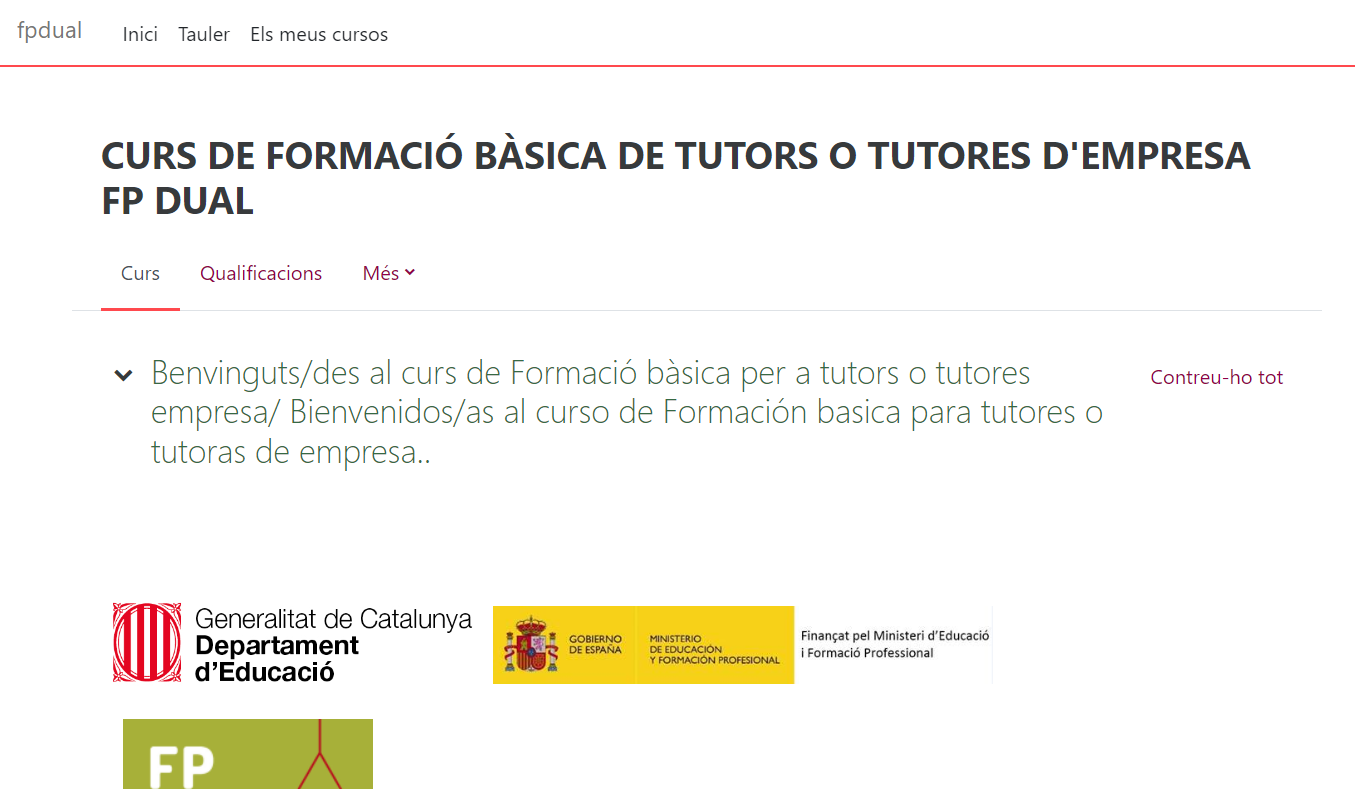 fpdual
Inici Tauler Els meus cursos
CURS DE FORMACIÓ BÀSICA DE TUTORS O TUTORES D'EMPRESA
FP DUAL
Curs Qualificacions Més
Benvinguts/des al curs de Formació bàsica per a tutors o tutores
empresa/ Bienvenidos/as al curso de Formación basica para tutores o
tutoras de empresa..
Contreu-ho tot
Generalitat de Catalunya
Departament
d'Educació
GOBIERNO
DE ESPAÑA
MINISTERIO
DE EDUCACIÓN
Y FORMACIÓN PROFESIONAL
Finançat pel Ministeri d'Educació
i Formació Professional
FP